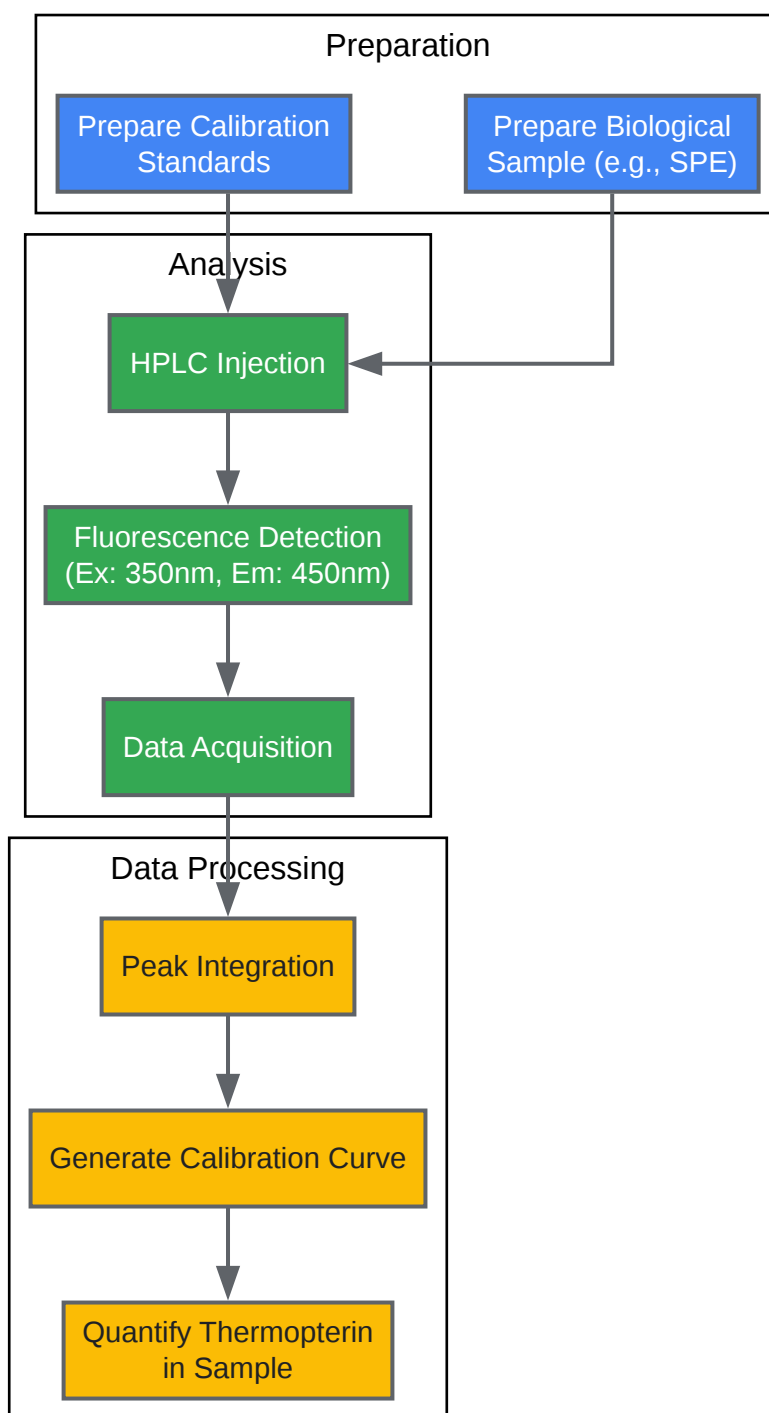 Preparation
Prepare Calibration
Standards
Prepare Biological
Sample (e.g., SPE)
Analysis
HPLC Injection
Fluorescence Detection
(Ex: 350nm, Em: 450nm)
Data Acquisition
Data Processing
Peak Integration
Generate Calibration Curve
Quantify Thermopterin
in Sample